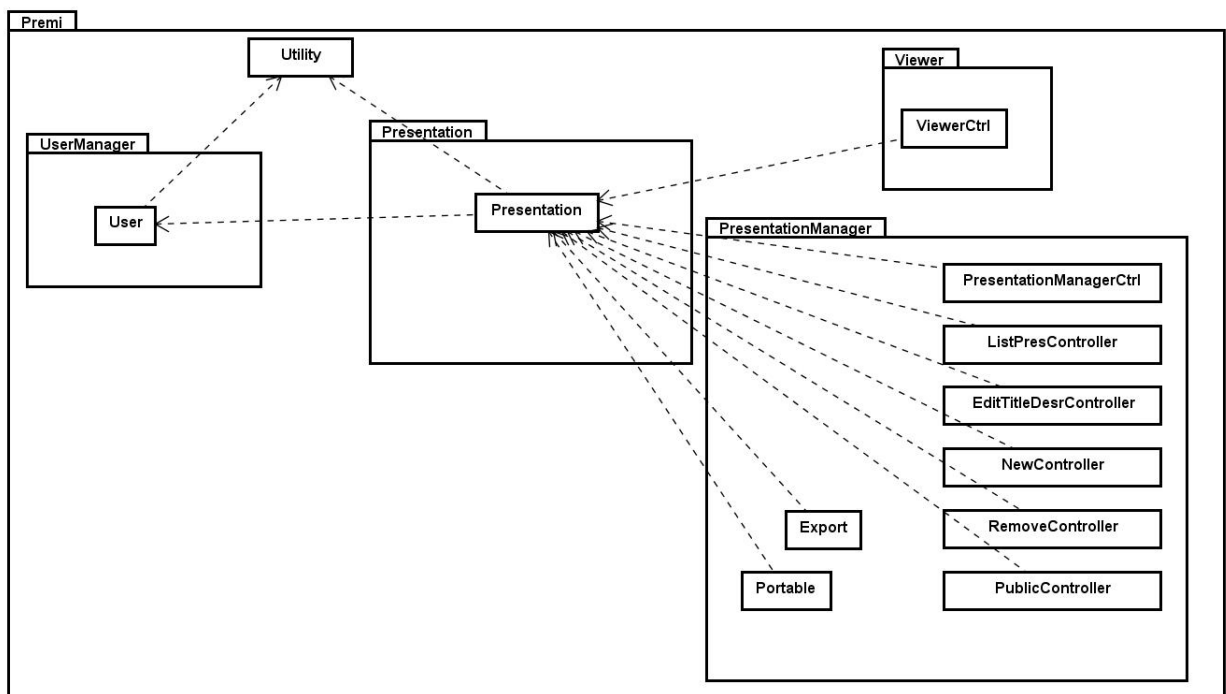 Premi
Utility
Viewer
ViewerCtrl
Presentation
UserManager
Presentation
User
PresentationManager
PresentationManagerCtrl
ListPresController
EditTitleDesrController
NewController
Export
RemoveController
Portable
PublicController